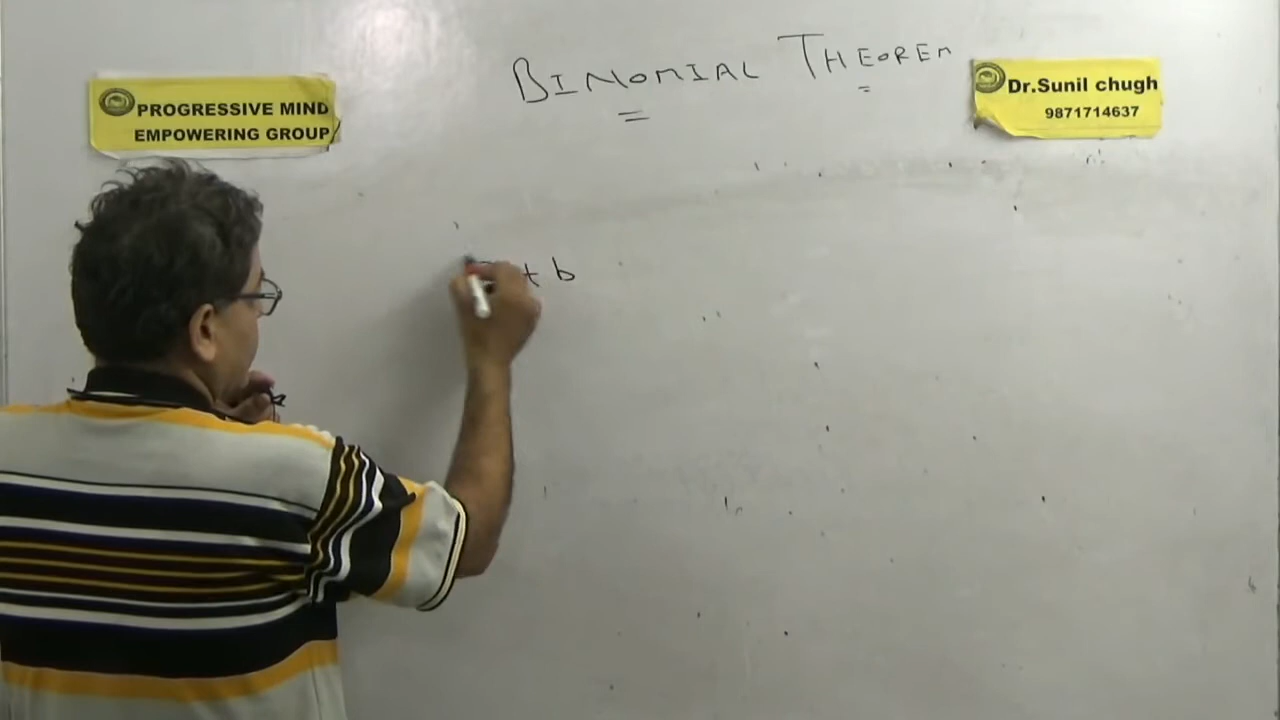 BINOMIAL THEOREM
PROGRESSIVE MIND
EMPOWERING GROUP
Dr.Sunil chugh
9871714637
+ b